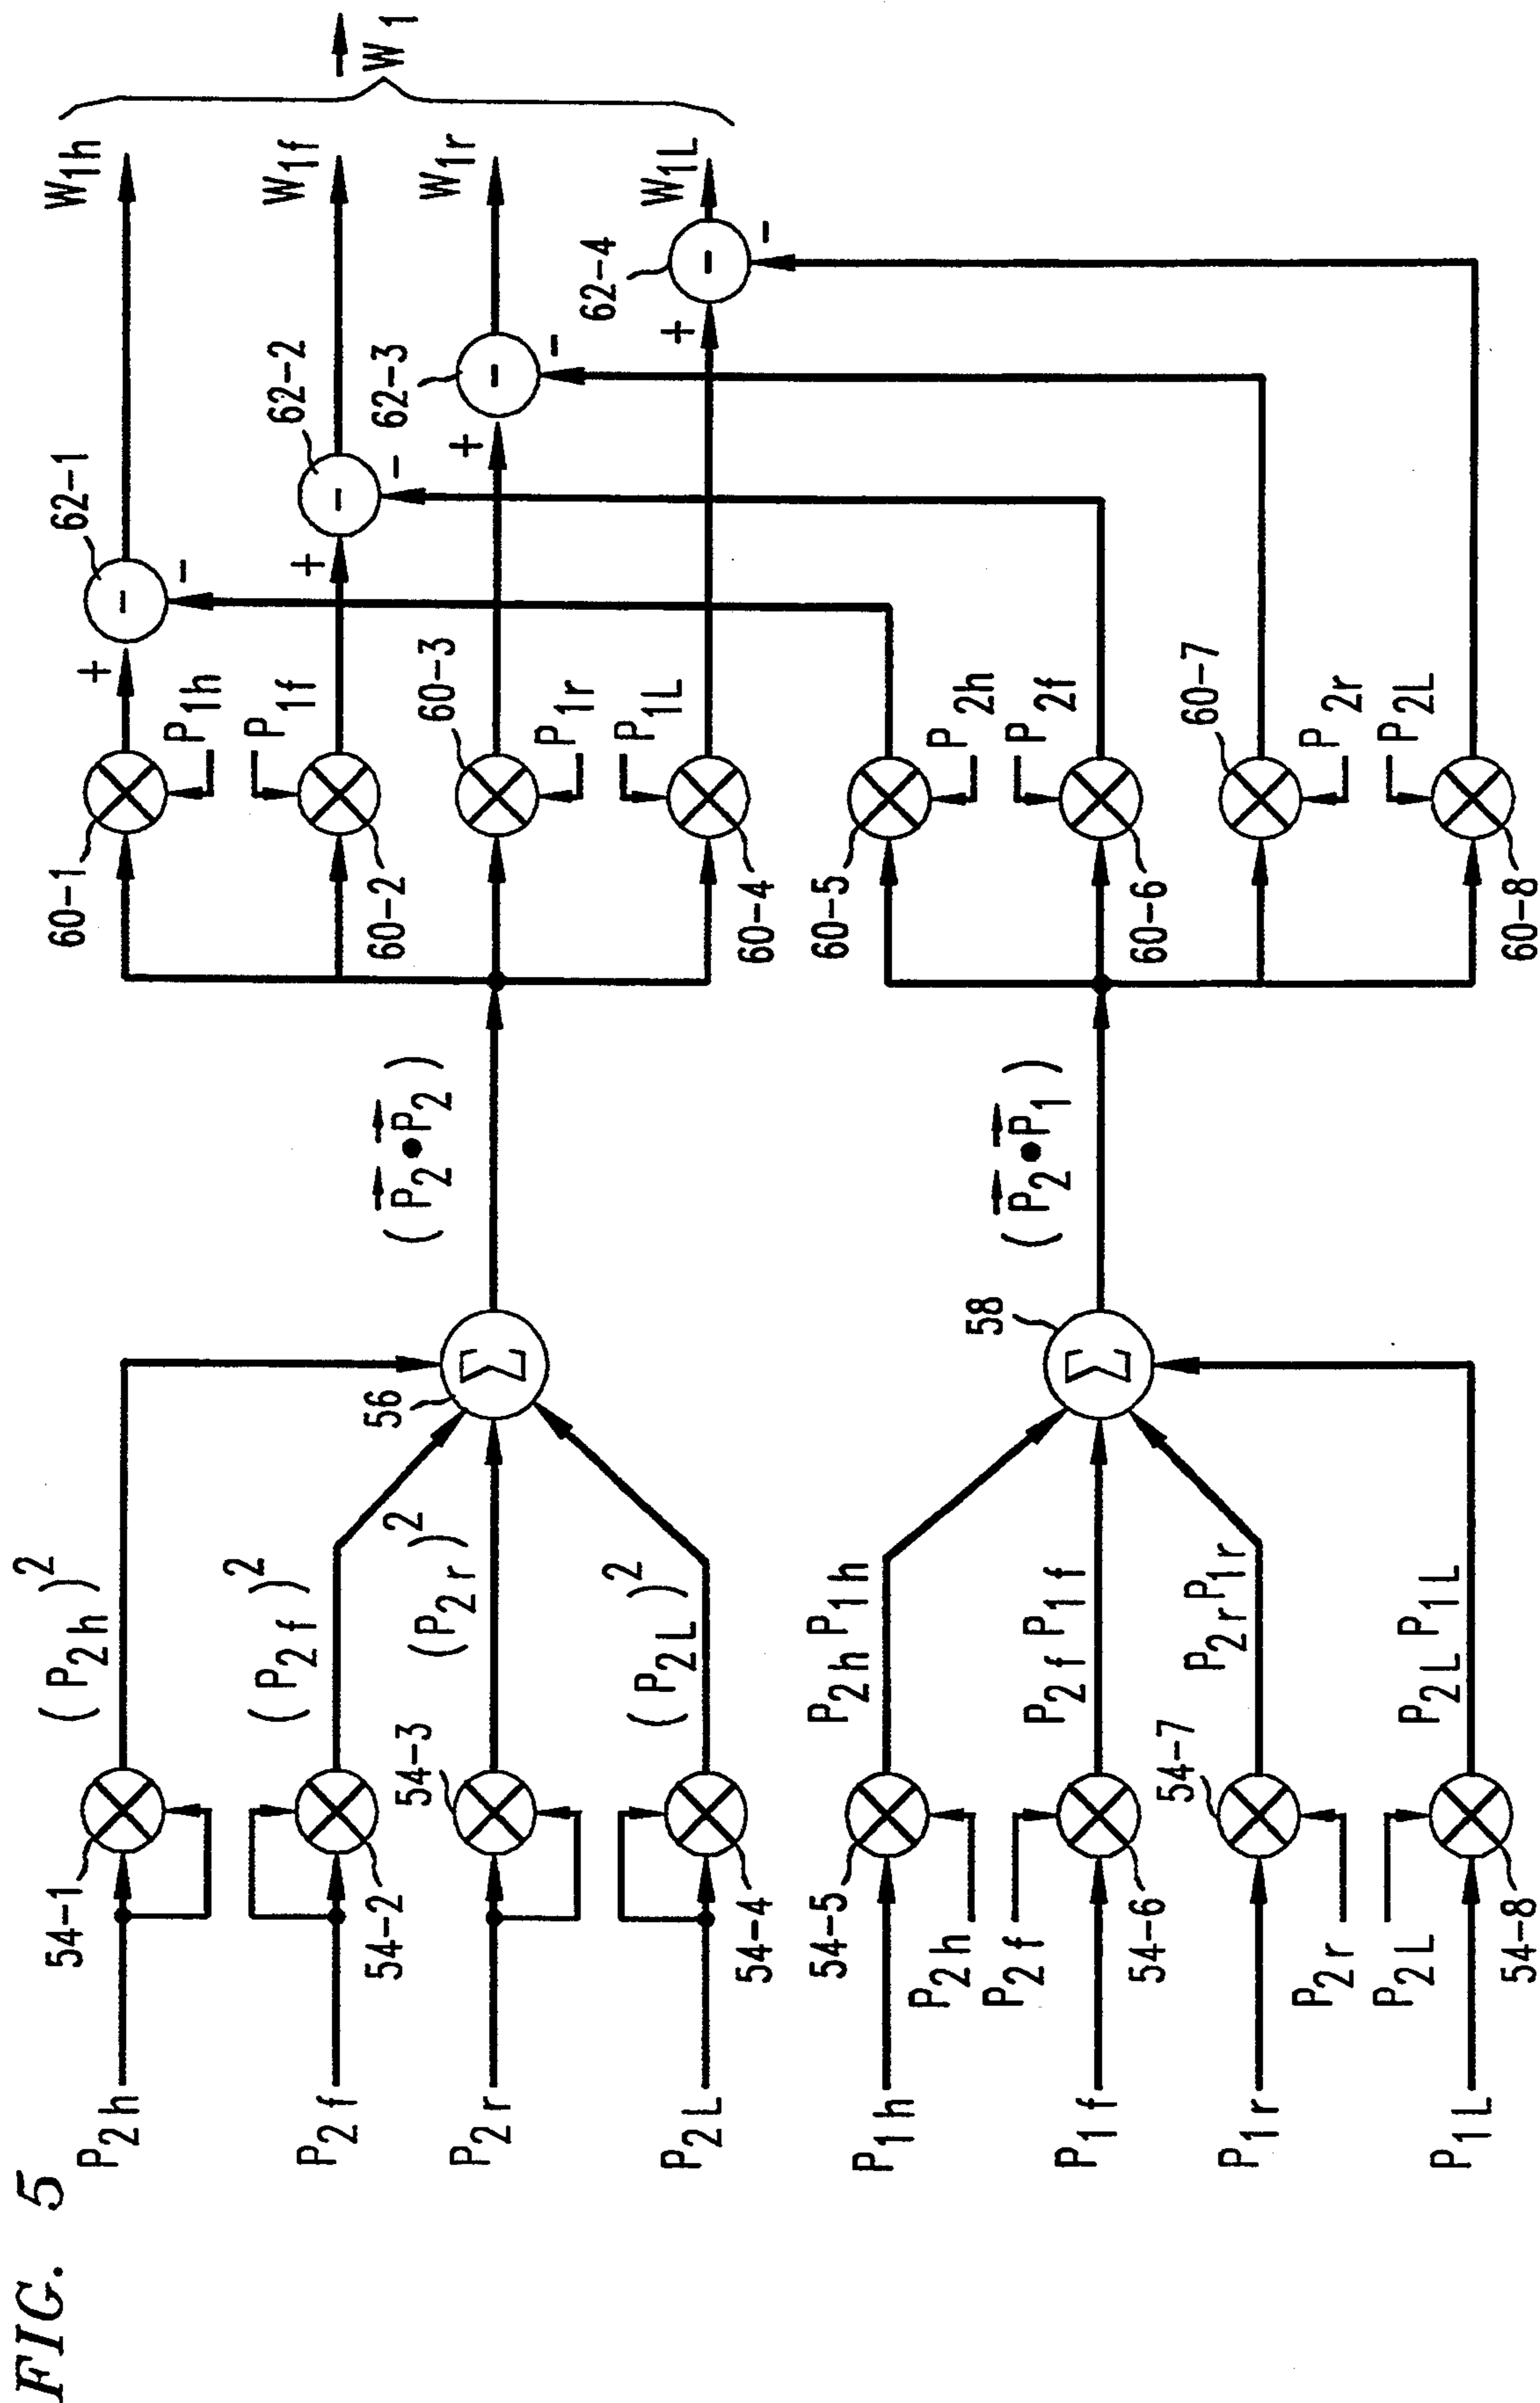 FIG. 5
P2h
54-1
(P2h)²
60-1
P1h
+
62-1
-
-
W1h
P2f
54-2
(P2f)²
60-2
P1f
+
62-2
-
-
W1f
P2r
54-3
(P2r)²
56
Σ
(P2•P2)
60-3
P1r
+
62-3
-
-
W1r
P2L
54-4
(P2L)²
60-4
P1L
+
62-4
-
-
W1L
W1
P1h
54-5
P2h
P2hP1h
60-5
P2h
P1f
54-6
P2f
P2fP1f
58
Σ
(P2•P1)
60-6
P2f
P1r
54-7
P2r
P2rP1r
60-7
P2r
P1L
54-8
P2L
P2LP1L
60-8
P2L